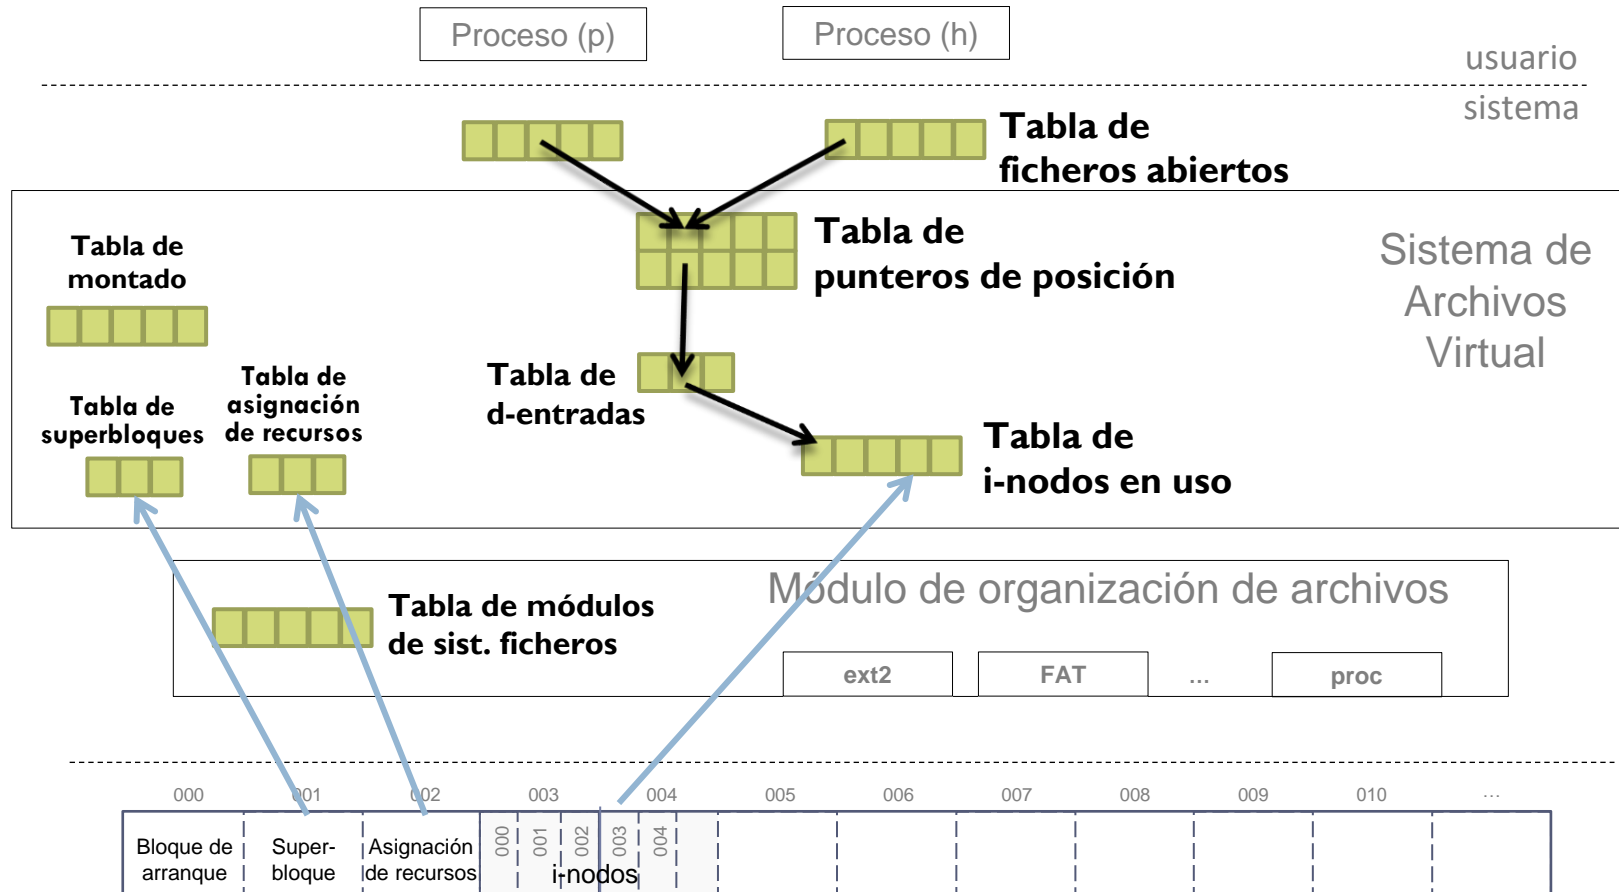 Proceso (p)
Proceso (h)
usuario
sistema
Tabla de
ficheros abiertos
Tabla de
montado
Tabla de
punteros de posición
Sistema de
Archivos
Virtual
Tabla de
superbloques
Tabla de
asignación
de recursos
Tabla de
d-entradas
Tabla de
i-nodos en uso
Módulo de organización de archivos
Tabla de módulos
de sist. ficheros
ext2
FAT
...
proc
000 001 002 003 004 005 006 007 008 009 010 ...
Bloque de
arranque
Super-
bloque
Asignación
de recursos
000 001 002 003 004
i-nodos